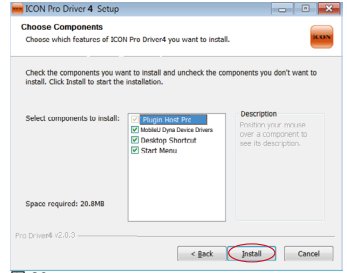 ICON Pro Driver 4 Setup
Choose Components
Choose which features of ICON Pro Driver4 you want to install.
ICON
Check the components you want to install and uncheck the components you don't want to
install. Click Install to start the installation.
Select components to install:
Plugin Host Pro
MobileU Dyna Device Drivers
Desktop Shortcut
Start Menu
Description
Position your mouse
over a component to
see its description.
Space required: 20.8MB
Pro Driver4 v2.0.3
< Back
Install
Cancel